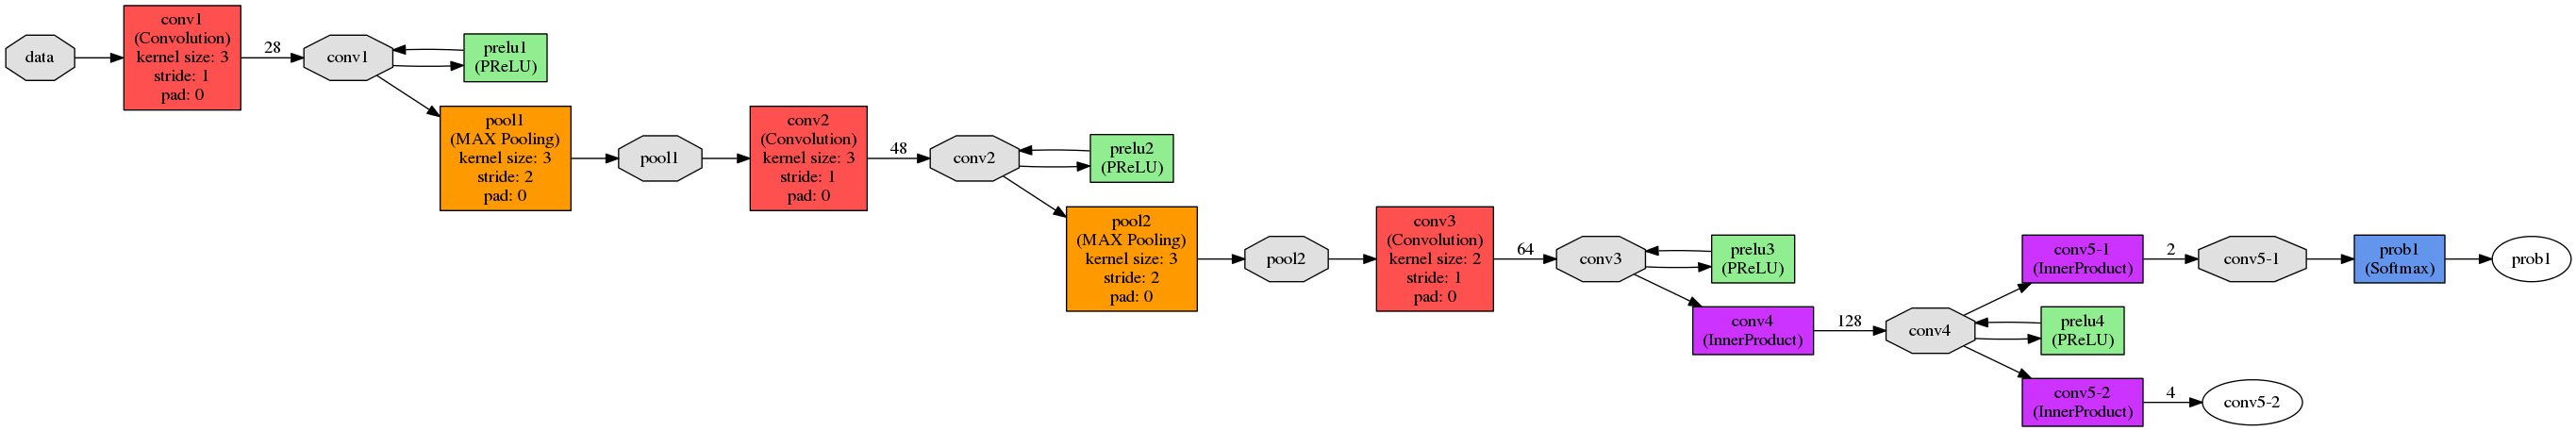 data
conv1
(Convolution)
kernel size: 3
stride: 1
pad: 0
28
conv1
prelu1
(PReLU)
pool1
(MAX Pooling)
kernel size: 3
stride: 2
pad: 0
pool1
conv2
(Convolution)
kernel size: 3
stride: 1
pad: 0
48
conv2
prelu2
(PReLU)
pool2
(MAX Pooling)
kernel size: 3
stride: 2
pad: 0
pool2
conv3
(Convolution)
kernel size: 2
stride: 1
pad: 0
64
conv3
prelu3
(PReLU)
conv4
(InnerProduct)
128
conv4
conv5-1
(InnerProduct)
2
conv5-1
prob1
(Softmax)
prob1
prelu4
(PReLU)
conv5-2
(InnerProduct)
4
conv5-2